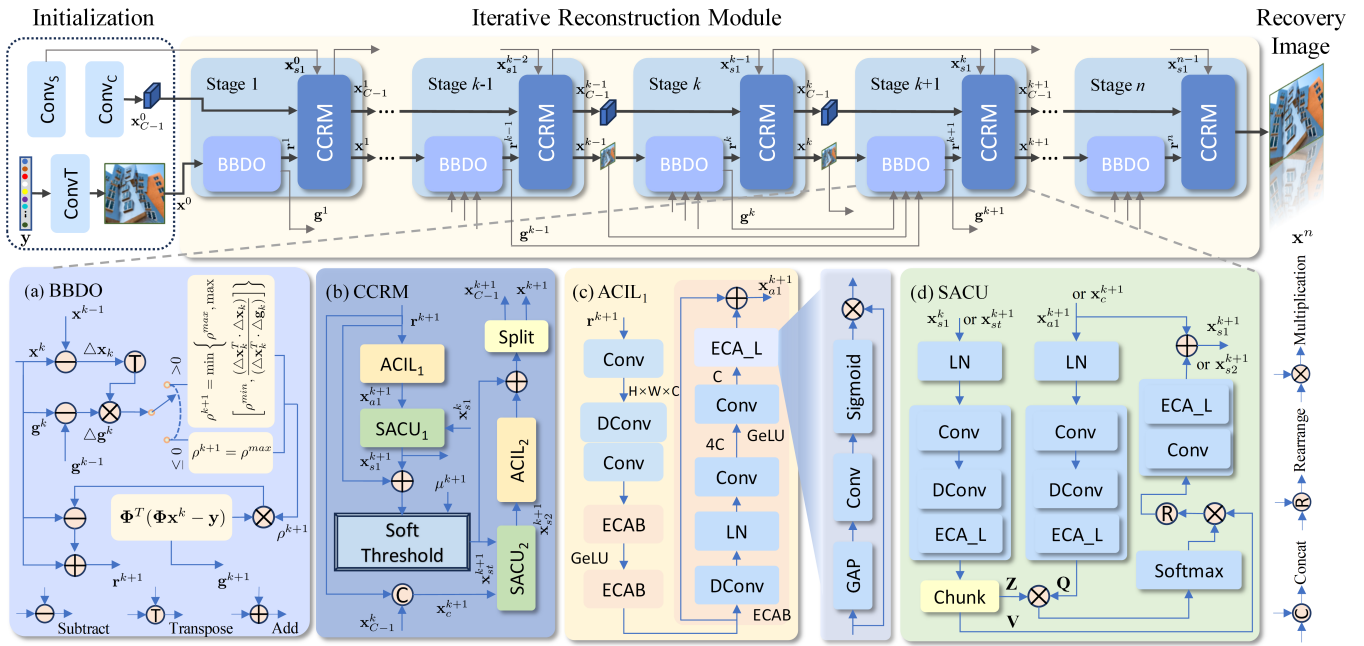 Initialization
Iterative Reconstruction Module
Recovery
Image
Conv_S
Conv_C
x^0_{C-1}
y
ConvT
x^0
Stage 1
x^0_{s1}
BBDO
r^1
CCRM
x^1_{C-1}
x^1
g^1
...
...
Stage k-1
x^{k-2}_{s1}
BBDO
r^{k-1}
CCRM
x^{k-1}_{C-1}
x^{k-1}
g^{k-1}
Stage k
x^{k-1}_{s1}
BBDO
r^k
CCRM
x^k_{C-1}
x^k
g^k
Stage k+1
x^k_{s1}
BBDO
r^{k+1}
CCRM
x^{k+1}_{C-1}
x^{k+1}
g^{k+1}
...
...
Stage n
x^{n-1}_{s1}
BBDO
r^n
CCRM
x^n
(a) BBDO
x^{k-1}
x^k
△x_k
T
g^k
△g^k
g^{k-1}
>0
≤0
ρ^{k+1} = min { ρ^{max}, max
[ ρ^{min}, (△x_k^T · △x_k) / (△x_k^T · △g_k) ] }
ρ^{k+1} = ρ^{max}
Φ^T(Φx^k − y)
ρ^{k+1}
r^{k+1}
g^{k+1}
Subtract
T
Transpose
Add
(b) CCRM
x^{k+1}_{C-1}
x^{k+1}
r^{k+1}
Split
ACIL_1
x^{k+1}_{a1}
x^k_{s1}
SACU_1
x^{k+1}_{s1}
ACIL_2
μ^{k+1}
Soft
Threshold
x^{k+1}_{s2}
x^{k+1}_{st}
SACU_2
C
x^{k+1}_c
x^k_{C-1}
(c) ACIL_1
r^{k+1}
Conv
H×W×C
DConv
Conv
ECAB
GeLU
ECAB
x^{k+1}_{a1}
ECA_L
C
Conv
4C
GeLU
Conv
LN
DConv
ECAB
Sigmoid
Conv
GAP
(d) SACU
x^k_{s1} or x^{k+1}_{st}
or x^{k+1}_c
x^{k+1}_{a1}
x^{k+1}_{s1}
or x^{k+1}_{s2}
LN
LN
Conv
Conv
DConv
DConv
ECA_L
ECA_L
ECA_L
Conv
R
Softmax
Chunk
Z
Q
V
Multiplication
R
Rearrange
C
Concat